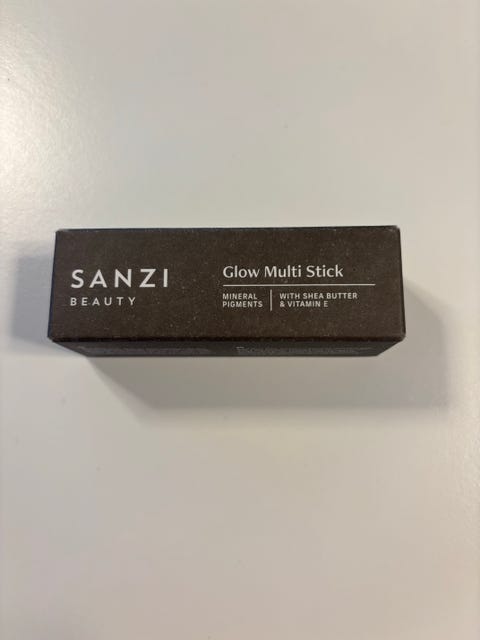 SANZI
BEAUTY
Glow Multi Stick
MINERAL
PIGMENTS
WITH SHEA BUTTER
& VITAMIN E